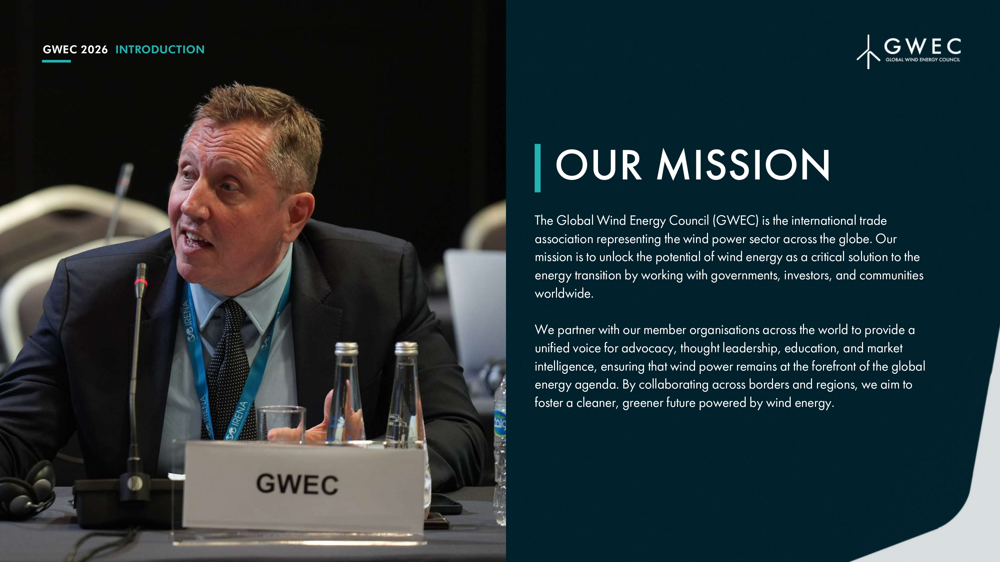 GWEC 2026 INTRODUCTION
GWEC
GLOBAL WIND ENERGY COUNCIL
OUR MISSION
The Global Wind Energy Council (GWEC) is the international trade
association representing the wind power sector across the globe. Our
mission is to unlock the potential of wind energy as a critical solution to the
energy transition by working with governments, investors, and communities
worldwide.
We partner with our member organisations across the world to provide a
unified voice for advocacy, thought leadership, education, and market
intelligence, ensuring that wind power remains at the forefront of the global
energy agenda. By collaborating across borders and regions, we aim to
foster a cleaner, greener future powered by wind energy.
IRENA
IRENA
IRENA
GWEC